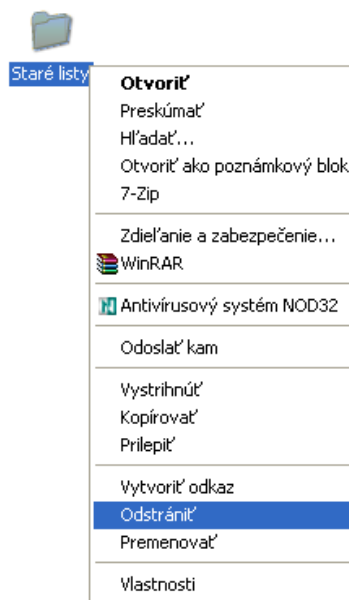 Staré listy
Otvoriť
Preskúmať
Hľadať...
Otvoriť ako poznámkový blok
7-Zip
Zdieľanie a zabezpečenie...
WinRAR
Antivírusový systém NOD32
Odoslať kam
Vystrihnúť
Kopírovať
Prilepiť
Vytvoriť odkaz
Odstrániť
Premenovať
Vlastnosti